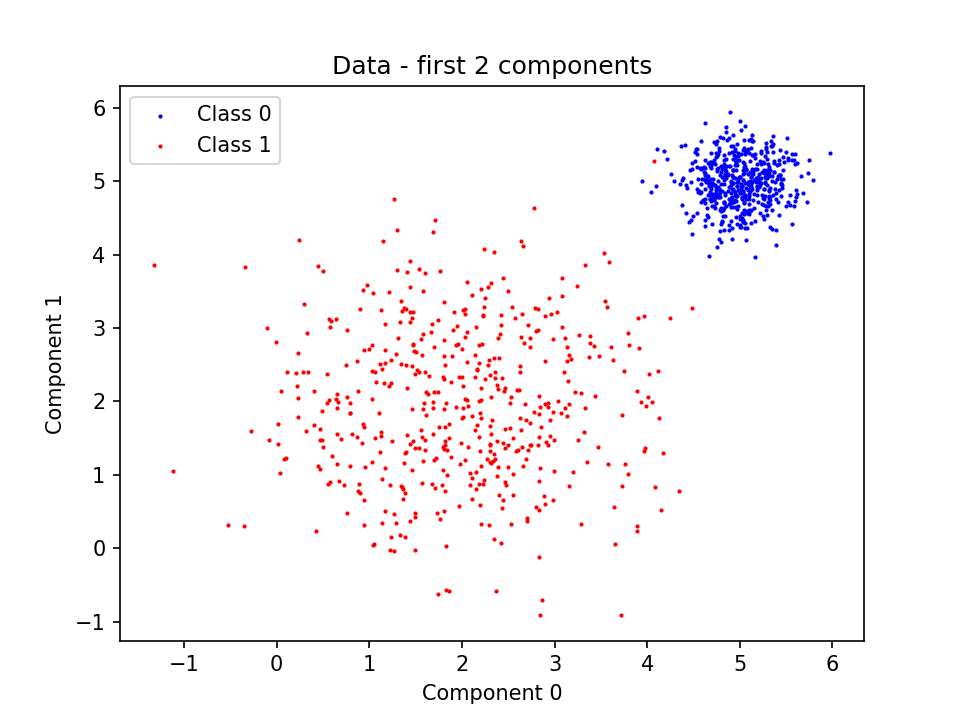 Data - first 2 components
Class 0
Class 1
6
5
4
3
2
1
0
−1
Component 1
−1 0 1 2 3 4 5 6
Component 0